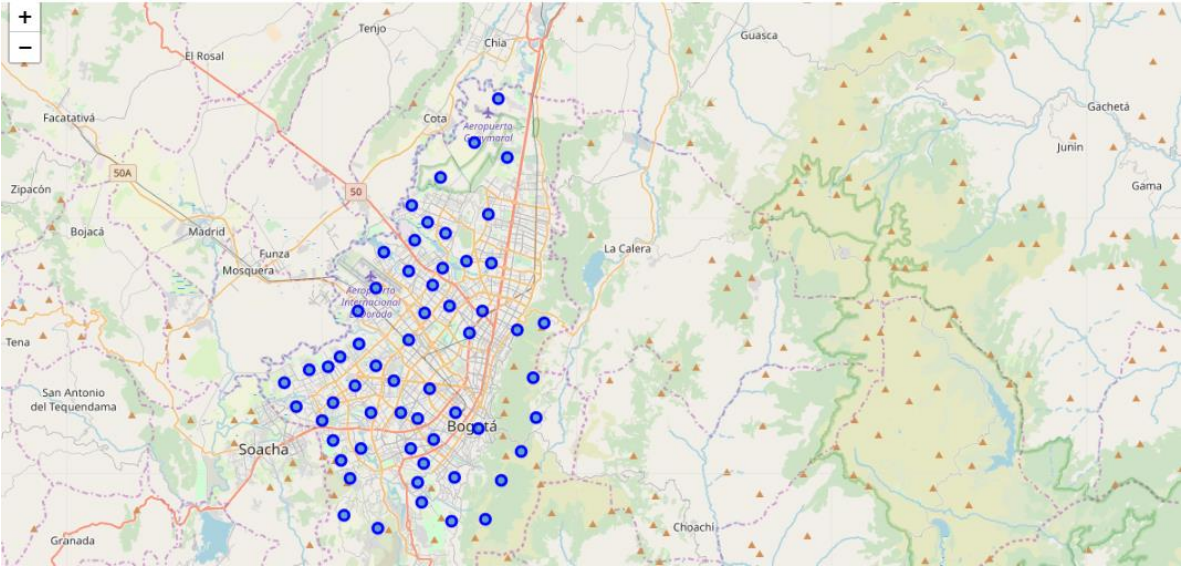 +
−
Tenjo
Chía
Guasca
El Rosal
Facatativá
Cota
Aeropuerto
Guaymaral
Gachetá
Junín
50A
50
Zipacón
Gama
Bojacá
Madrid
Funza
La Calera
Mosquera
Aeropuerto
Internacional
El Dorado
Tena
San Antonio
del Tequendama
Bogotá
Soacha
Choachí
Granada